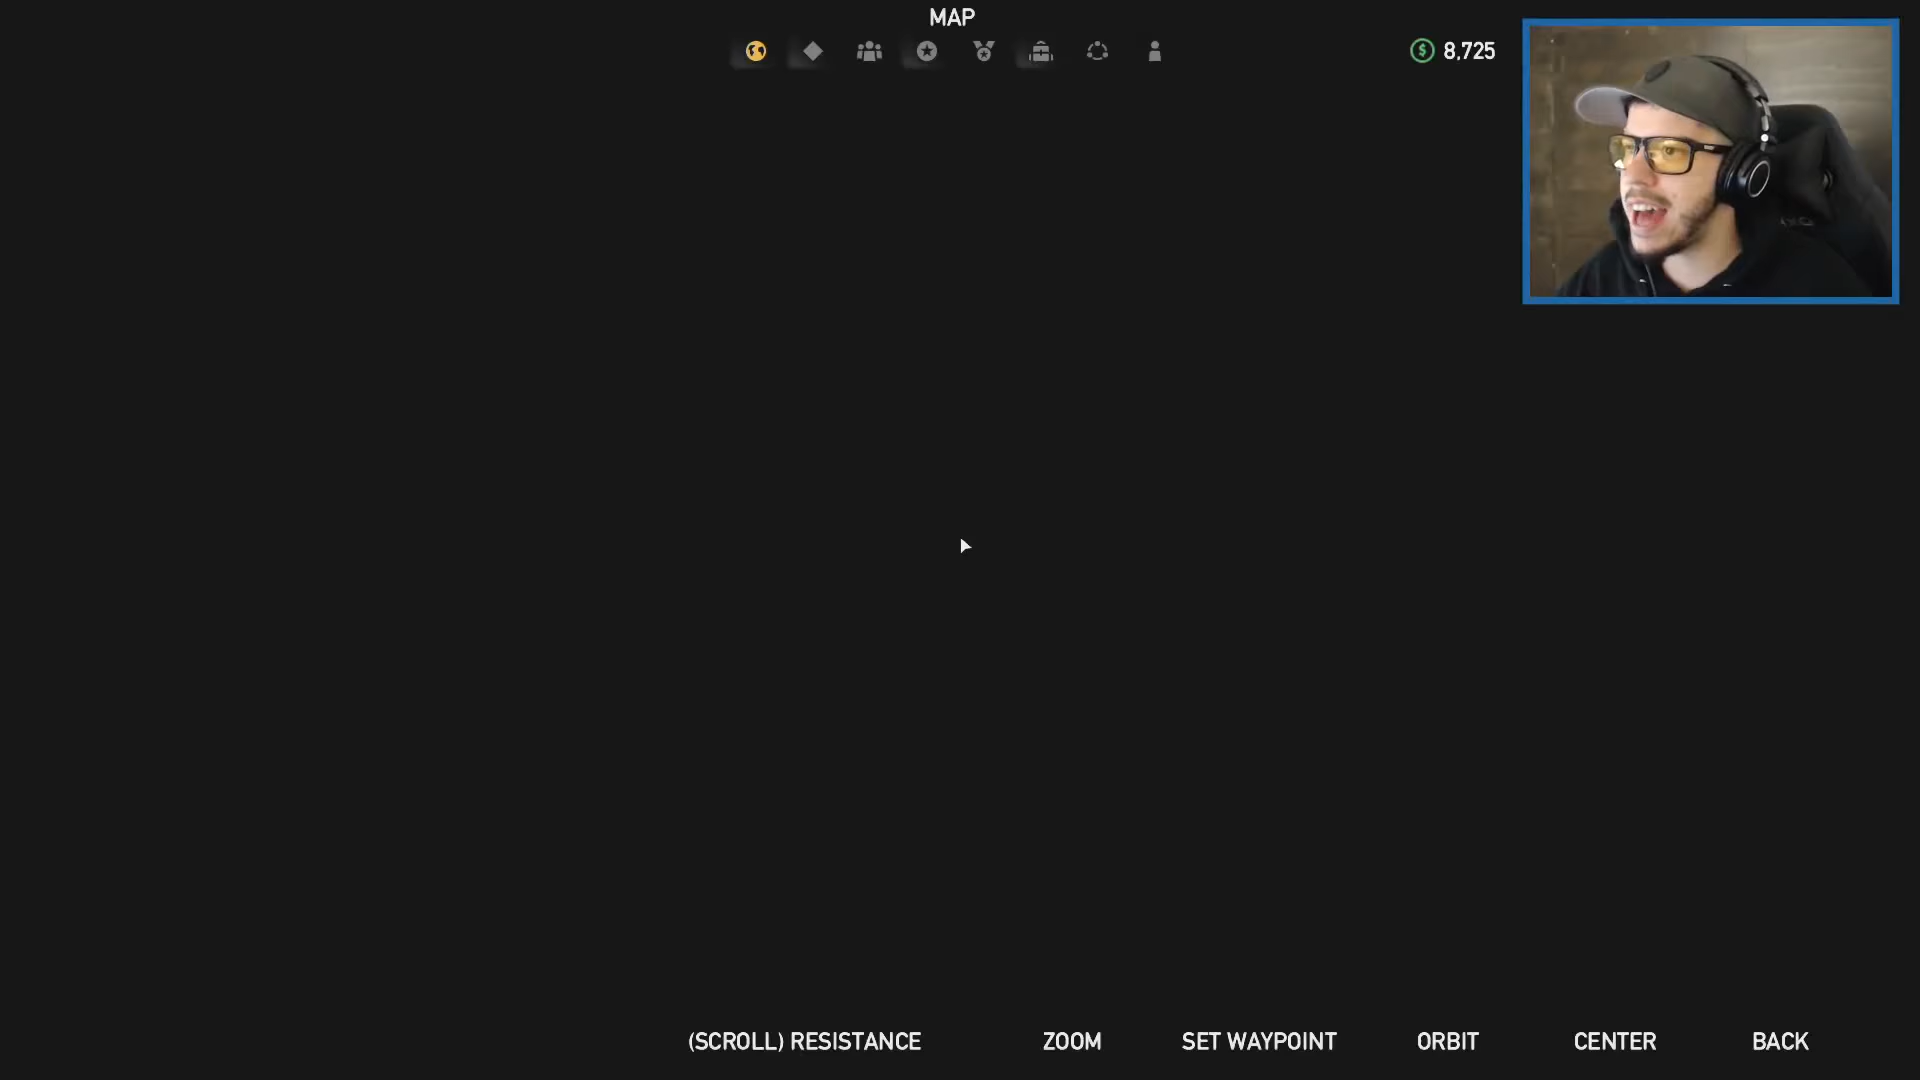 MAP
8,725
(SCROLL) RESISTANCE
ZOOM
SET WAYPOINT
ORBIT
CENTER
BACK